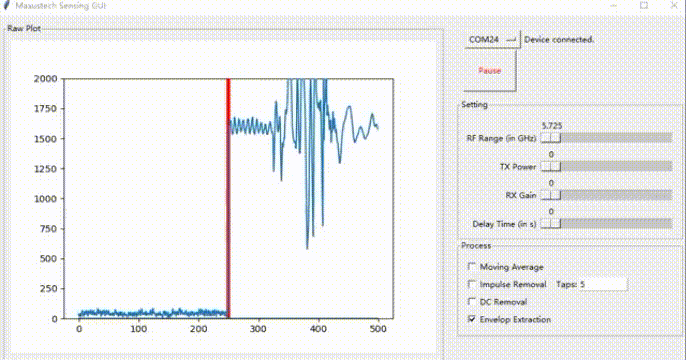 Maxustech Sensing GUI
Raw Plot
2000
1750
1500
1250
1000
750
500
250
0
0 100 200 300 400 500
COM24 Device connected.
Pause
Setting
5.725
RF Range (in GHz)
0
TX Power
0
RX Gain
0
Delay Time (in s)
Process
Moving Average
Impulse Removal Taps: 5
DC Removal
Envelop Extraction